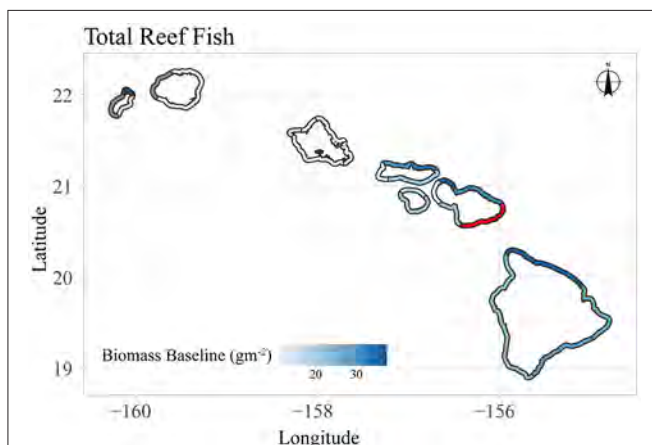 Total Reef Fish
N
22
21
20
19
Latitude
Biomass Baseline (gm⁻²)
20 30
−160 −158 −156
Longitude